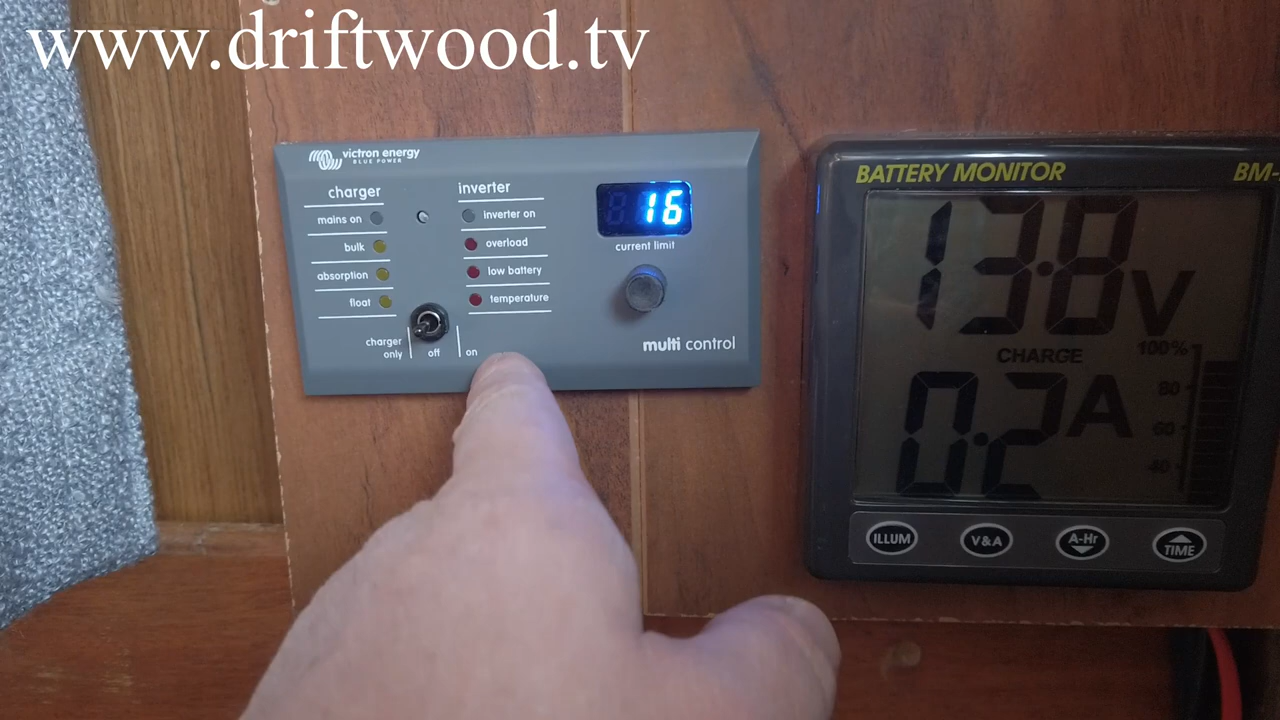 www.driftwood.tv
victron energy
BLUE POWER
charger
mains on
bulk
absorption
float
charger only
off
on
inverter
inverter on
overload
low battery
temperature
16
current limit
multi control
BATTERY MONITOR
BM-
13.8V
CHARGE
0.2A
100%
80
60
40
ILLUM
V&A
A-Hr
TIME